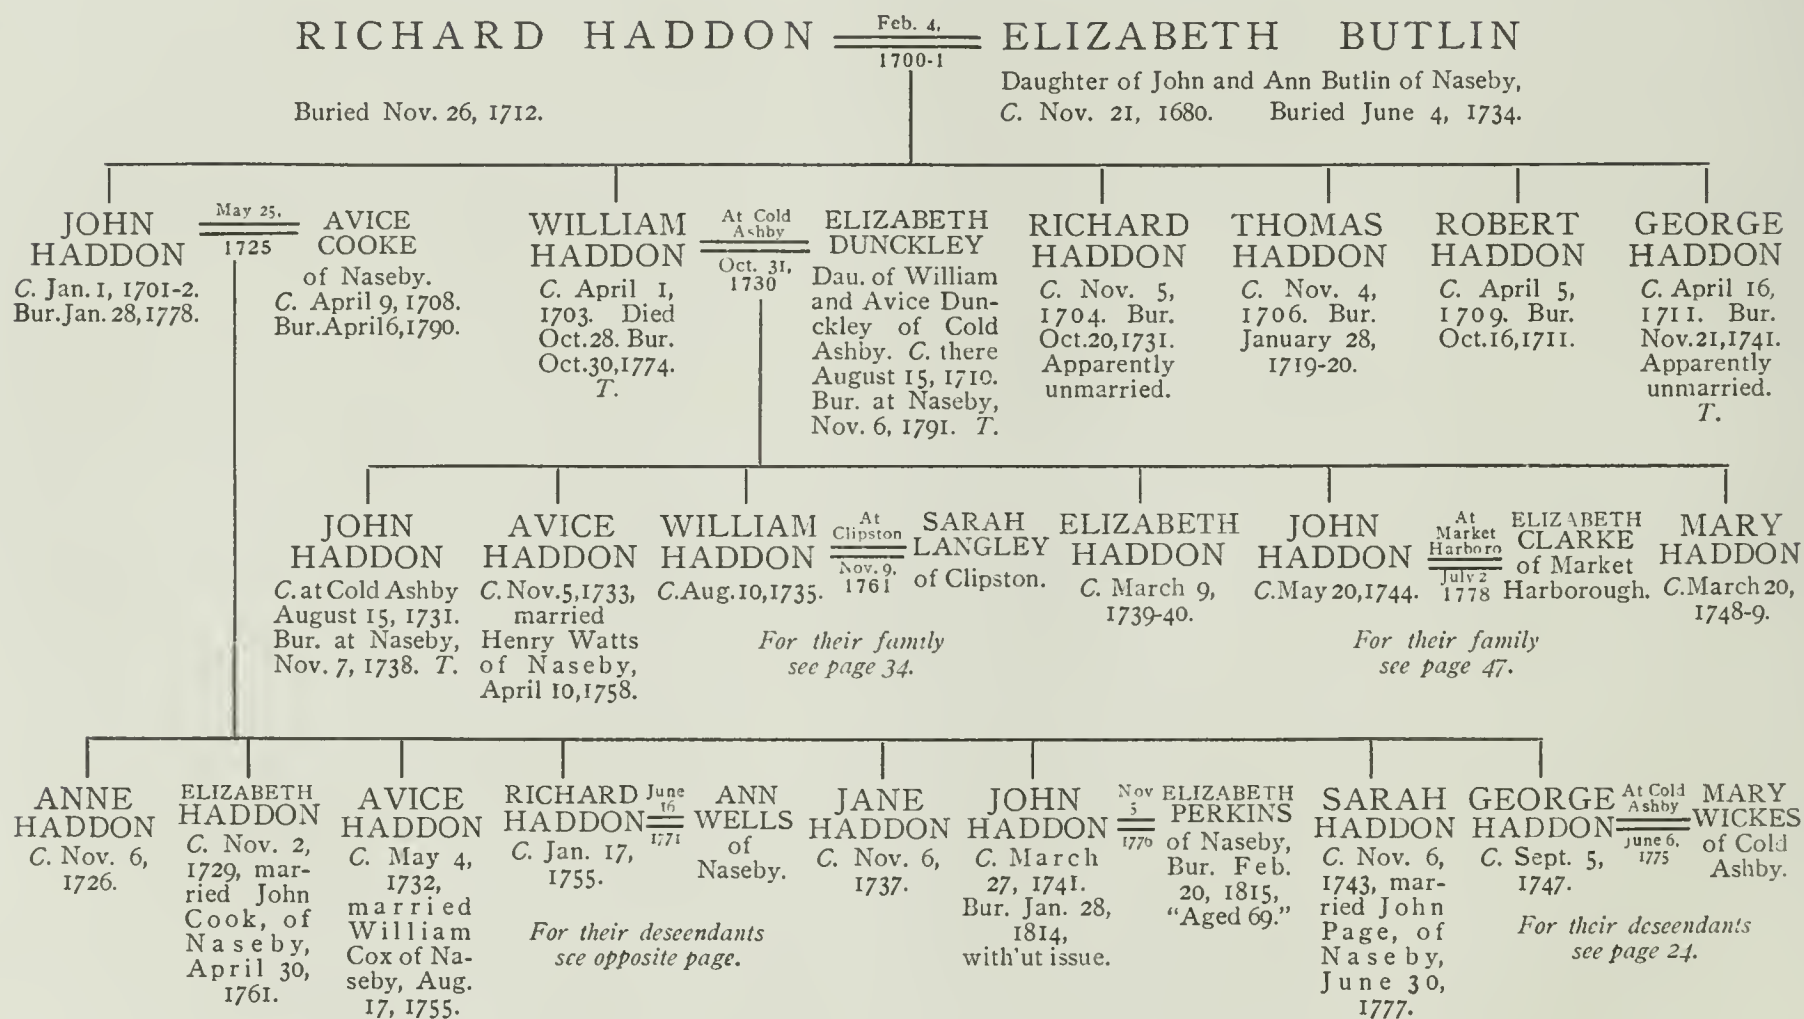 RICHARD HADDON
Feb. 4,
1700-1
ELIZABETH BUTLIN
Buried Nov. 26, 1712.
Daughter of John and Ann Butlin of Naseby,
C. Nov. 21, 1680. Buried June 4, 1734.
JOHN
HADDON
C. Jan. 1, 1701-2.
Bur. Jan. 28, 1778.
May 25,
1725
AVICE
COOKE
of Naseby.
C. April 9, 1708.
Bur. April 6, 1790.
WILLIAM
HADDON
C. April 1,
1703. Died
Oct. 28. Bur.
Oct. 30, 1774.
T.
At Cold
Ashby
Oct. 31,
1730
ELIZABETH
DUNCKLEY
Dau. of William
and Avice Dun-
ckley of Cold
Ashby. C. there
August 15, 1710.
Bur. at Naseby,
Nov. 6, 1791. T.
RICHARD
HADDON
C. Nov. 5,
1704. Bur.
Oct. 20, 1731.
Apparently
unmarried.
THOMAS
HADDON
C. Nov. 4,
1706. Bur.
January 28,
1719-20.
ROBERT
HADDON
C. April 5,
1709. Bur.
Oct. 16, 1711.
GEORGE
HADDON
C. April 16,
1711. Bur.
Nov. 21, 1741.
Apparently
unmarried.
T.
JOHN
HADDON
C. at Cold Ashby
August 15, 1731.
Bur. at Naseby,
Nov. 7, 1738. T.
AVICE
HADDON
C. Nov. 5, 1733,
married
Henry Watts
of Naseby,
April 10, 1758.
WILLIAM
HADDON
C. Aug. 10, 1735.
At
Clipston
Nov. 9,
1761
SARAH
LANGLEY
of Clipston.
For their family
see page 34.
ELIZABETH
HADDON
C. March 9,
1739-40.
JOHN
HADDON
C. May 20, 1744.
At
Market
Harboro
July 2
1778
ELIZABETH
CLARKE
of Market
Harborough.
For their family
see page 47.
MARY
HADDON
C. March 20,
1748-9.
ANNE
HADDON
C. Nov. 6,
1726.
ELIZABETH
HADDON
C. Nov. 2,
1729, mar-
ried John
Cook, of
Naseby,
April 30,
1761.
AVICE
HADDON
C. May 4,
1732,
married
William
Cox of Na-
seby, Aug.
17, 1755.
RICHARD
HADDON
C. Jan. 17,
1755.
June
16
1771
ANN
WELLS
of
Naseby.
For their deseendants
see opposite page.
JANE
HADDON
C. Nov. 6,
1737.
JOHN
HADDON
C. March
27, 1741.
Bur. Jan. 28,
1814,
with'ut issue.
Nov
5
1770
ELIZABETH
PERKINS
of Naseby,
Bur. Feb.
20, 1815,
"Aged 69."
SARAH
HADDON
C. Nov. 6,
1743, mar-
ried John
Page, of
Naseby,
June 30,
1777.
GEORGE
HADDON
C. Sept. 5,
1747.
At Cold
Ashby
June 6,
1775
MARY
WICKES
of Cold
Ashby.
For their descendants
see page 24.